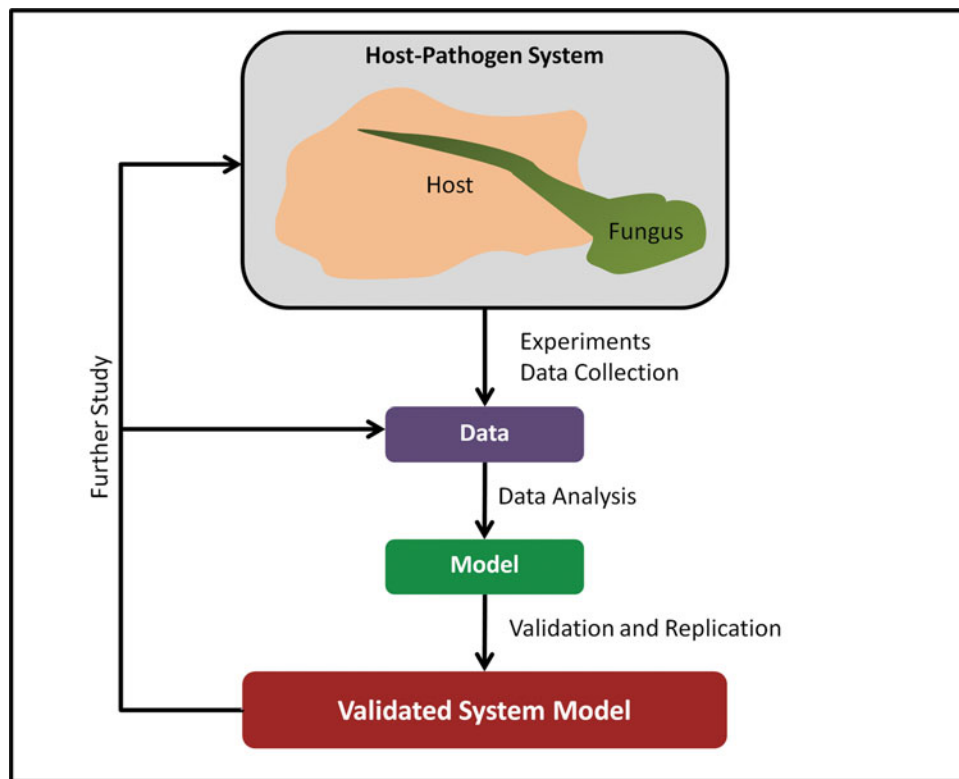 Host-Pathogen System
Host
Fungus
Experiments
Data Collection
Further Study
Data
Data Analysis
Model
Validation and Replication
Validated System Model